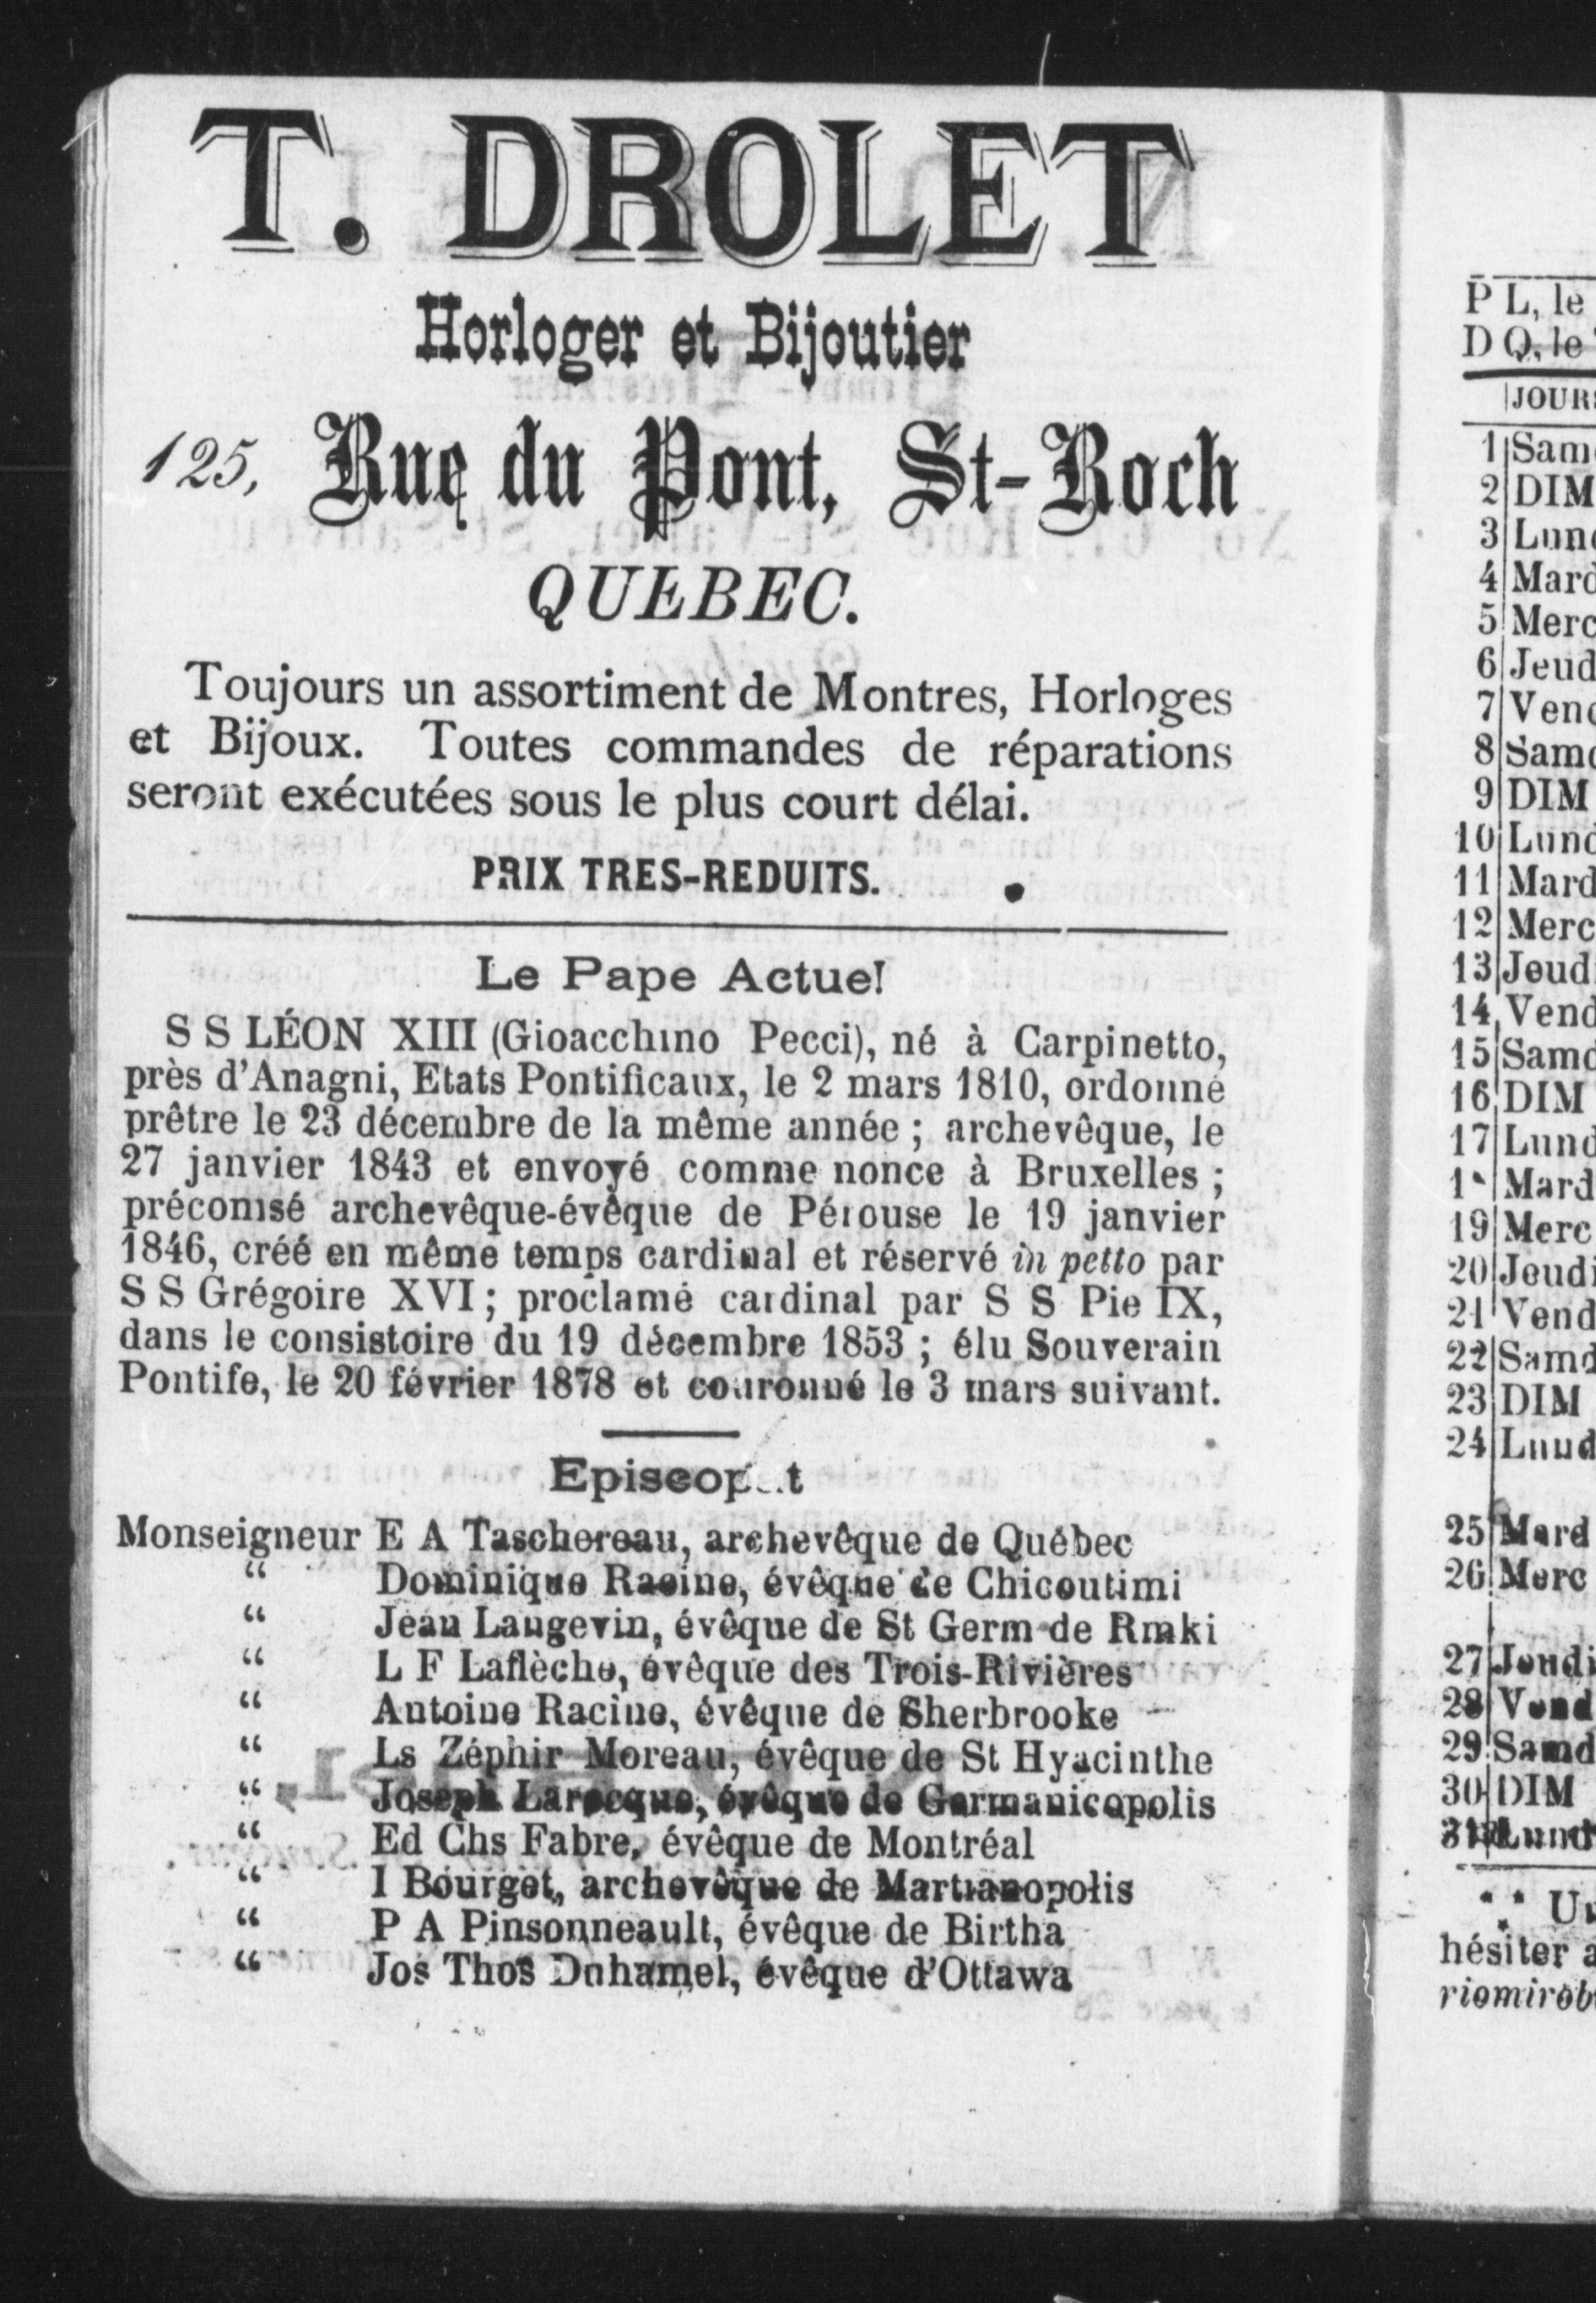 T. DROLET
Horloger et Bijoutier
125, Rue du Pont, St-Roch
QUEBEC.
Toujours un assortiment de Montres, Horloges
et Bijoux. Toutes commandes de réparations
seront exécutées sous le plus court délai.
PRIX TRES-REDUITS.
Le Pape Actuel
S S LÉON XIII (Gioacchino Pecci), né à Carpinetto,
près d'Anagni, Etats Pontificaux, le 2 mars 1810, ordonné
prêtre le 23 décembre de la même année ; archevêque, le
27 janvier 1843 et envoyé comme nonce à Bruxelles ;
préconisé archevêque-évêque de Pérouse le 19 janvier
1846, créé en même temps cardinal et réservé in petto par
S S Grégoire XVI ; proclamé cardinal par S S Pie IX,
dans le consistoire du 19 décembre 1853 ; élu Souverain
Pontife, le 20 février 1878 et couronné le 3 mars suivant.
Episcopat
Monseigneur E A Taschereau, archevêque de Québec
" Dominique Racine, évêque de Chicoutimi
" Jean Langevin, évêque de St Germ de Rmki
" L F Laflèche, évêque des Trois-Rivières
" Antoine Racine, évêque de Sherbrooke
" Ls Zéphir Moreau, évêque de St Hyacinthe
" Joseph Larocque, évêque de Germanicopolis
" Ed Chs Fabre, évêque de Montréal
" I Bourget, archevêque de Martianopolis
" P A Pinsonneault, évêque de Birtha
" Jos Thos Duhamel, évêque d'Ottawa
P L, le
D Q, le
JOURS
1 Sam
2 DIM
3 Lun
4 Mard
5 Merc
6 Jeud
7 Vend
8 Samd
9 DIM
10 Lund
11 Mard
12 Merc
13 Jeud
14 Vend
15 Samd
16 DIM
17 Lund
1 Mard
19 Merc
20 Jeudi
21 Vend
22 Samd
23 DIM
24 Lund
25 Mard
26 Merc
27 Jeudi
28 Vend
29 Samd
30 DIM
31 Lund
hésiter